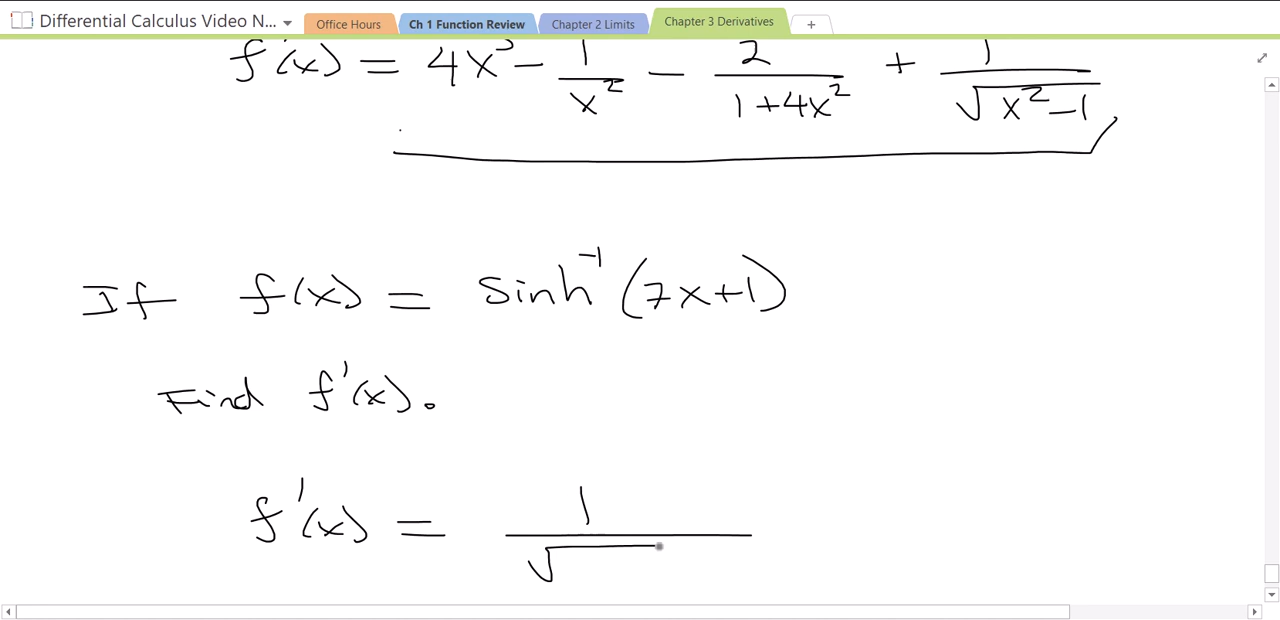 Differential Calculus Video N... Office Hours Ch 1 Function Review Chapter 2 Limits Chapter 3 Derivatives +
f'(x) = 4x³ - 1/x² - 2/(1+4x²) + 1/√(x²-1)
If f(x) = sinh⁻¹(7x+1)
Find f'(x).
f'(x) = 1/√